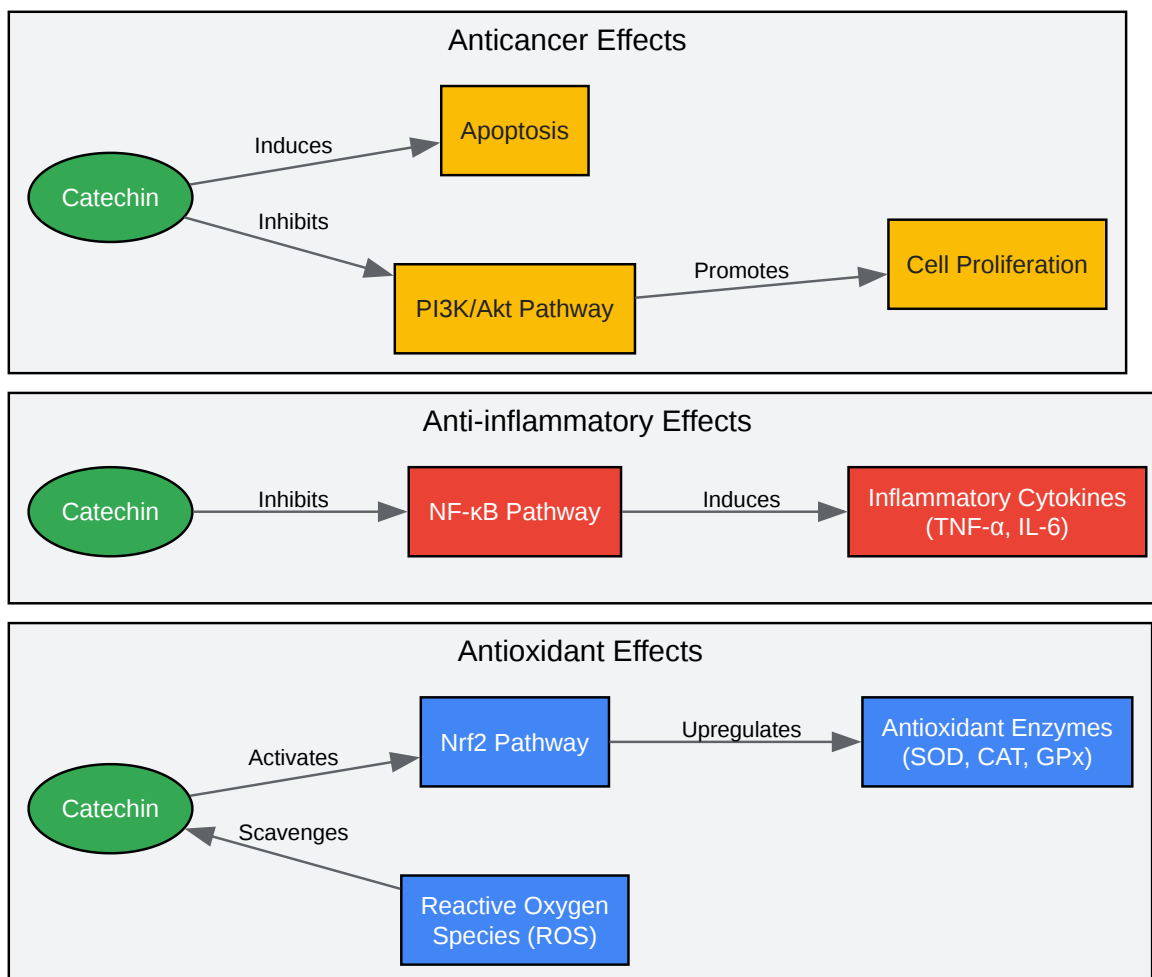 Anticancer Effects
Apoptosis
Induces
Catechin
Inhibits
PI3K/Akt Pathway
Promotes
Cell Proliferation
Anti-inflammatory Effects
Catechin
Inhibits
NF-κB Pathway
Induces
Inflammatory Cytokines
(TNF-α, IL-6)
Antioxidant Effects
Catechin
Activates
Nrf2 Pathway
Upregulates
Antioxidant Enzymes
(SOD, CAT, GPx)
Scavenges
Reactive Oxygen
Species (ROS)